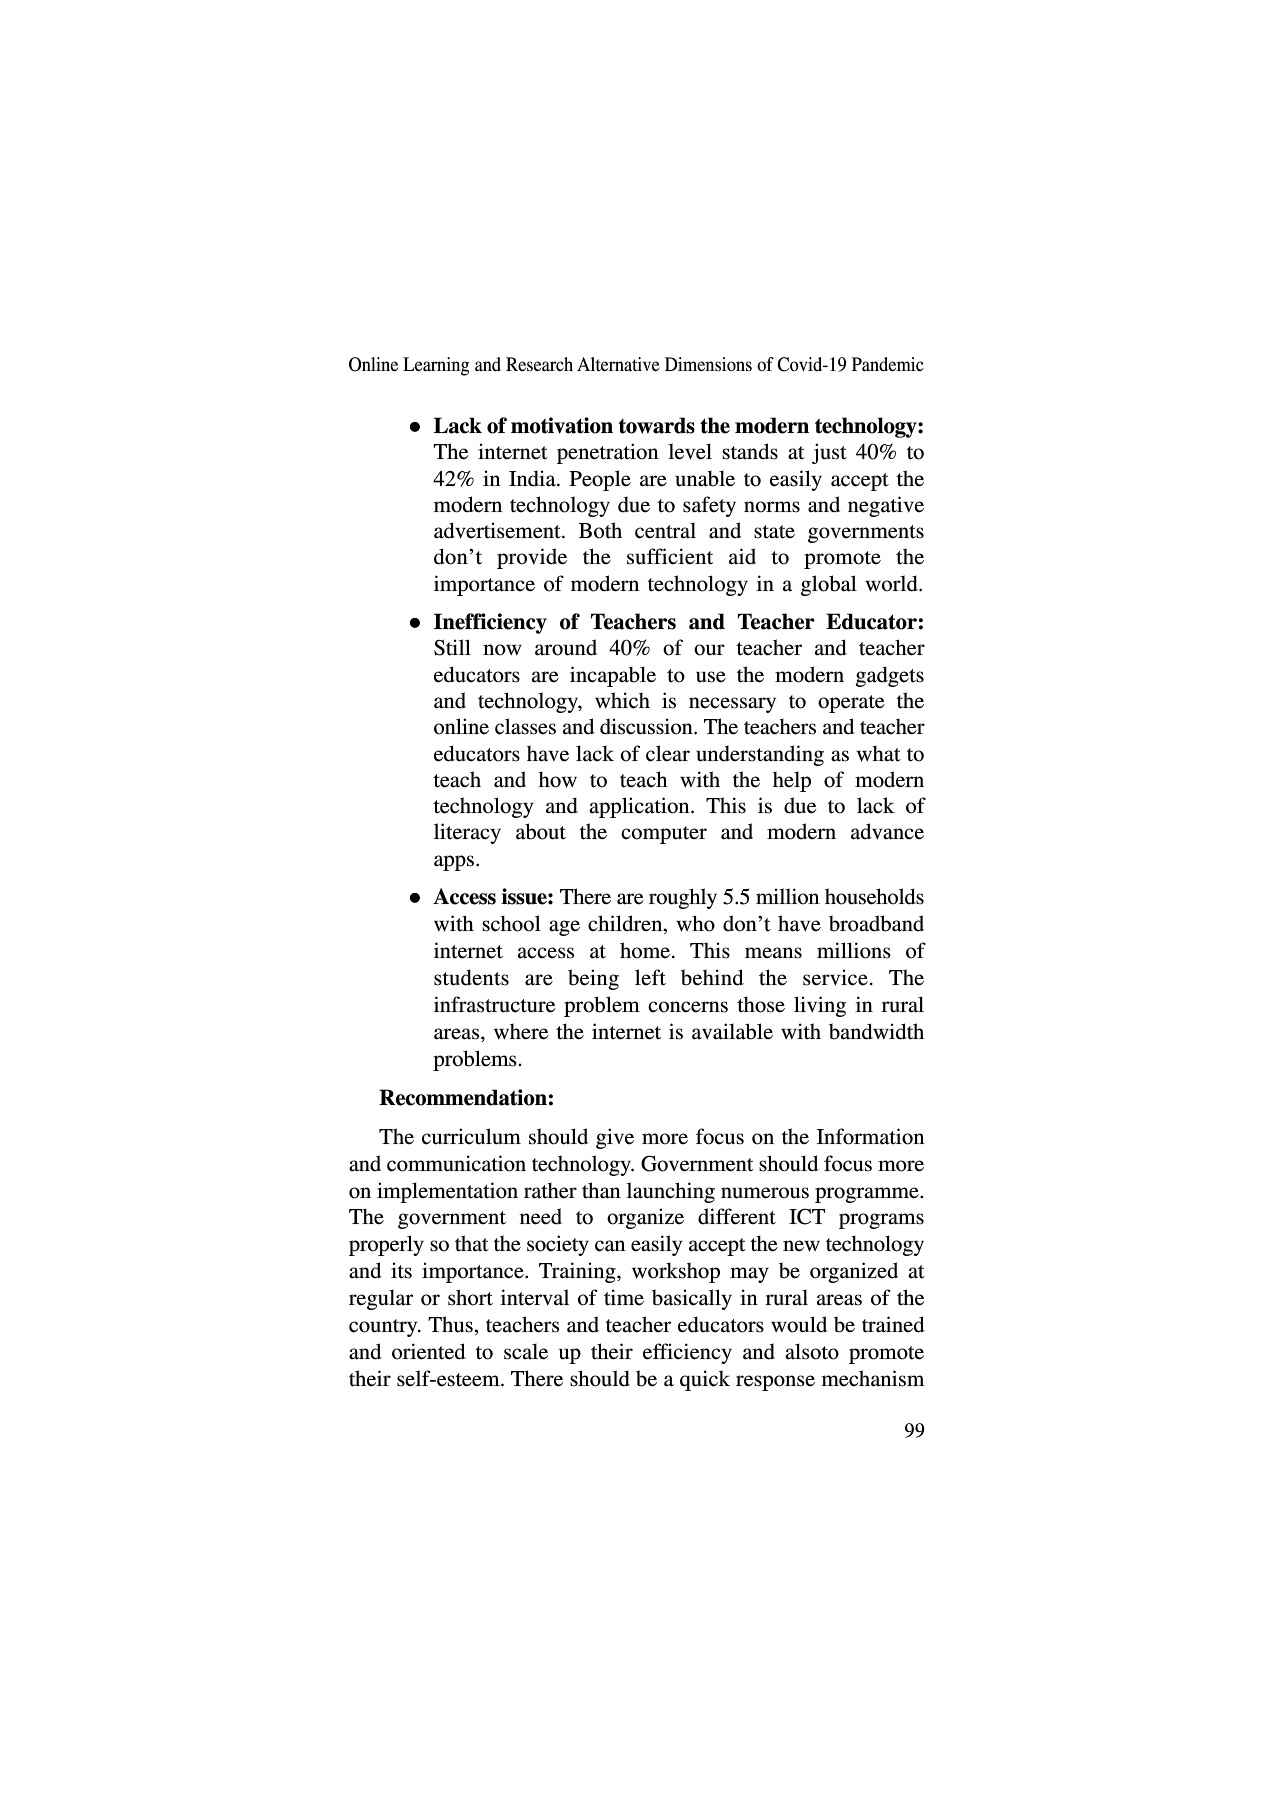 Online Learning and Research Alternative Dimensions of Covid-19 Pandemic
● Lack of motivation towards the modern technology:
The internet penetration level stands at just 40% to
42% in India. People are unable to easily accept the
modern technology due to safety norms and negative
advertisement. Both central and state governments
don’t provide the sufficient aid to promote the
importance of modern technology in a global world.
● Inefficiency of Teachers and Teacher Educator:
Still now around 40% of our teacher and teacher
educators are incapable to use the modern gadgets
and technology, which is necessary to operate the
online classes and discussion. The teachers and teacher
educators have lack of clear understanding as what to
teach and how to teach with the help of modern
technology and application. This is due to lack of
literacy about the computer and modern advance
apps.
● Access issue: There are roughly 5.5 million households
with school age children, who don’t have broadband
internet access at home. This means millions of
students are being left behind the service. The
infrastructure problem concerns those living in rural
areas, where the internet is available with bandwidth
problems.
Recommendation:
The curriculum should give more focus on the Information
and communication technology. Government should focus more
on implementation rather than launching numerous programme.
The government need to organize different ICT programs
properly so that the society can easily accept the new technology
and its importance. Training, workshop may be organized at
regular or short interval of time basically in rural areas of the
country. Thus, teachers and teacher educators would be trained
and oriented to scale up their efficiency and alsoto promote
their self-esteem. There should be a quick response mechanism
99